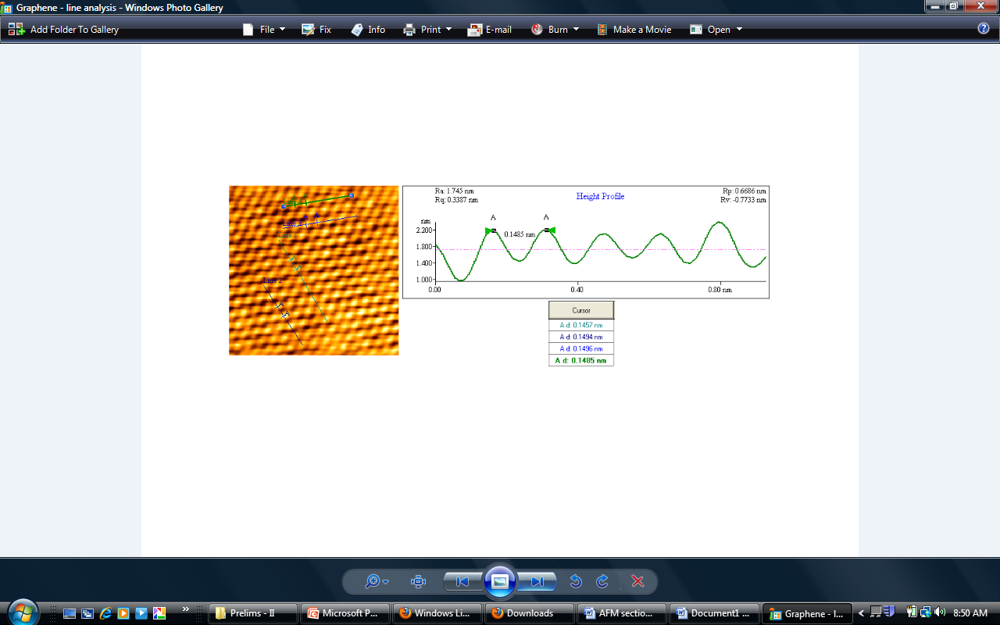 Graphene - line analysis - Windows Photo Gallery
Add Folder To Gallery File Fix Info Print E-mail Burn Make a Movie Open
Ra: 1.745 nm
Rq: 0.3387 nm
Height Profile
Rp: 0.6686 nm
Rv: -0.7733 nm
A A
nm
2.200
1.800
1.400
1.000
0.1485 nm
0.00 0.40 0.80 nm
Line 2
A
A
Cursor
A d: 0.1457 nm
A d: 0.1494 nm
A d: 0.1496 nm
A d: 0.1485 nm
Prelims - II Microsoft P... Windows Li... Downloads AFM sectio... Document1 ... Graphene - l... 8:50 AM